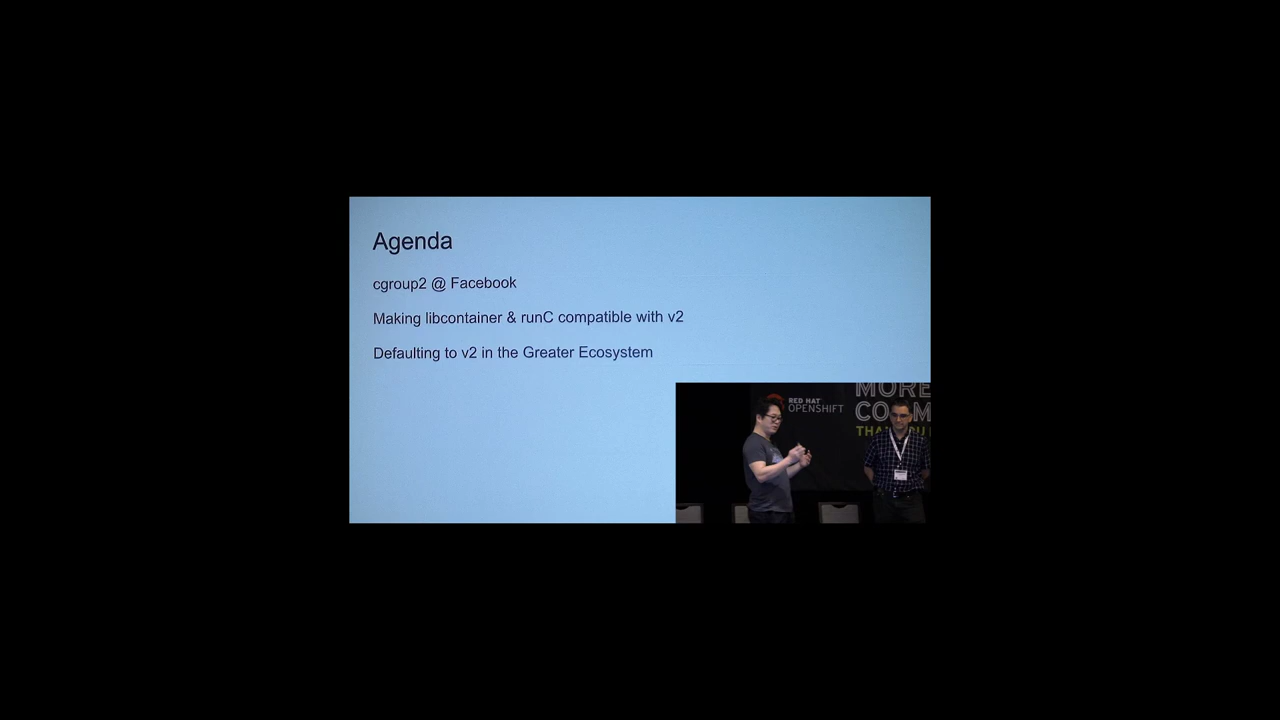 Agenda
cgroup2 @ Facebook
Making libcontainer & runC compatible with v2
Defaulting to v2 in the Greater Ecosystem
RED HAT
OPENSHIFT
MORE